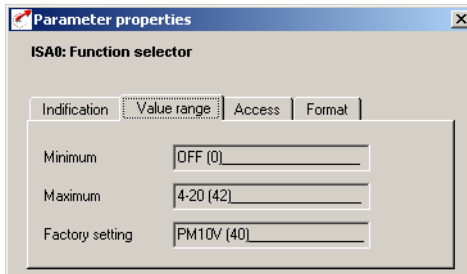 Parameter properties
ISA0: Function selector
Indification Value range Access Format
Minimum OFF (0)
Maximum 4-20 (42)
Factory setting PM10V (40)